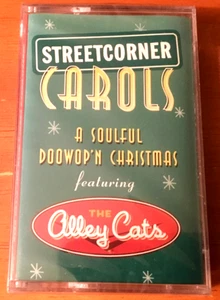 STREETCORNER
CAROLS
A SOULFUL
DOOWOP'N CHRISTMAS
featuring
THE
Alley Cats